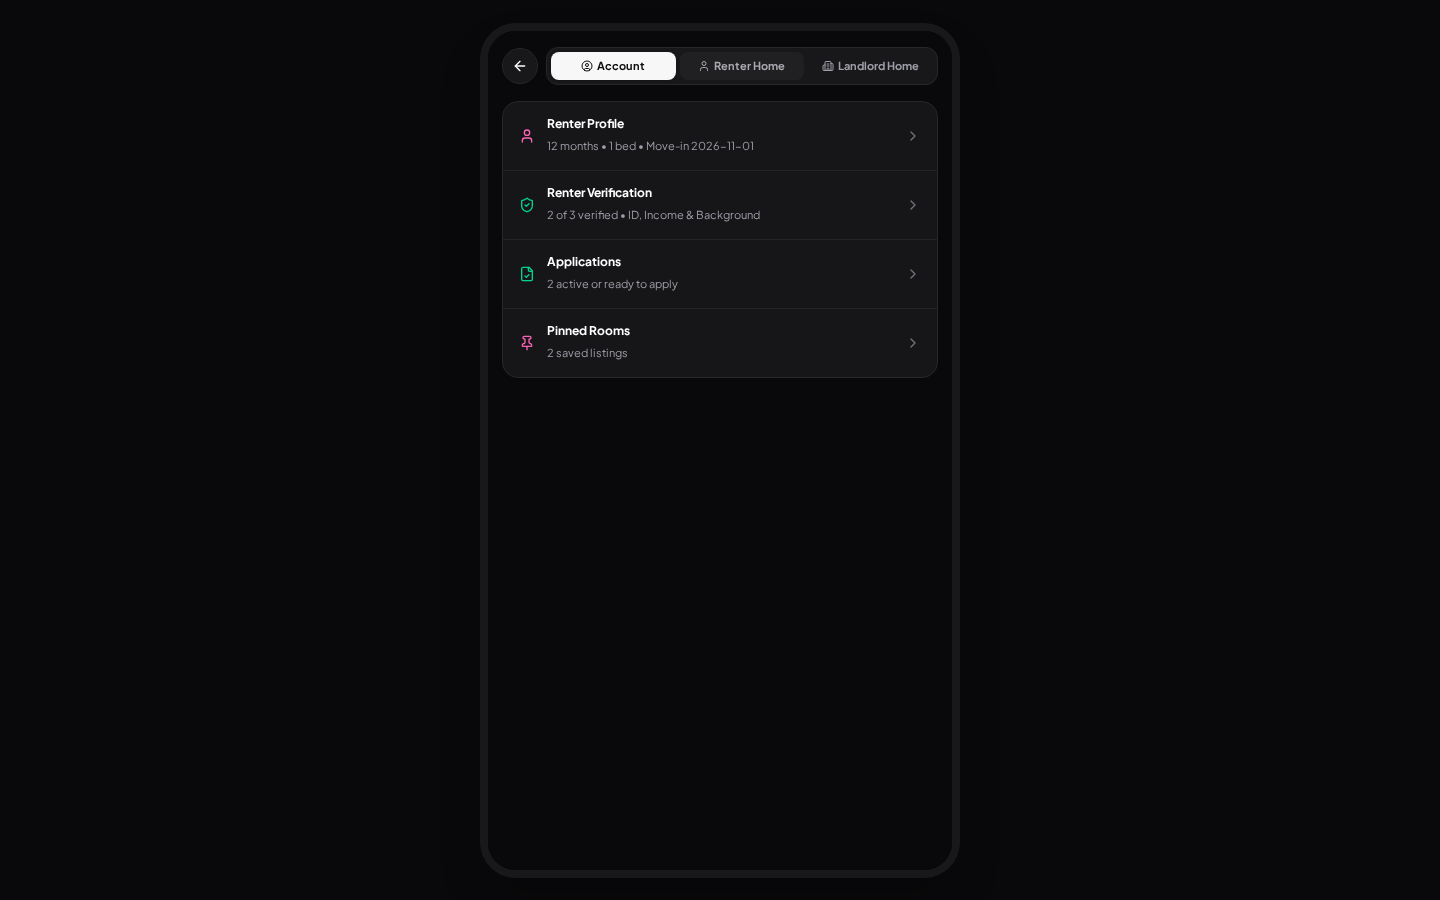 Account
Renter Home
Landlord Home
Renter Profile
12 months • 1 bed • Move-in 2026-11-01
Renter Verification
2 of 3 verified • ID, Income & Background
Applications
2 active or ready to apply
Pinned Rooms
2 saved listings